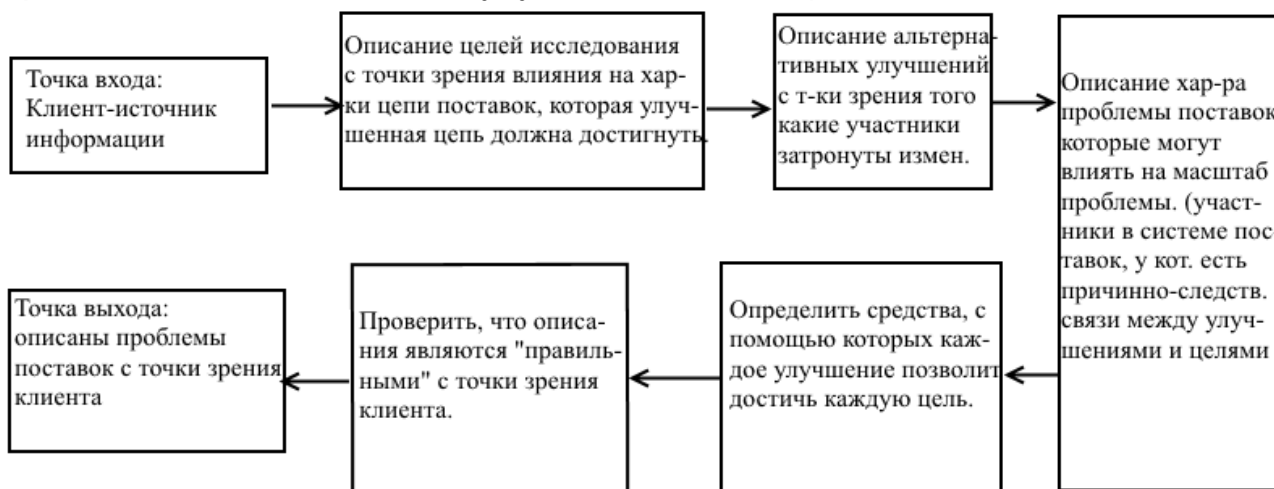 Точка входа:
Клиент-источник
информации
Описание целей исследования
с точки зрения влияния на хар-
ки цепи поставок, которая улуч-
шенная цепь должна достигнуть.
Описание альтерна-
тивных улучшений
с т-ки зрения того
какие участники
затронуты измен.
Описание хар-ра
проблемы поставок
которые могут
влиять на масштаб
проблемы. (участ-
ники в системе пос-
тавок, у кот. есть
причинно-следств.
связи между улуч-
шениями и целями
Определить средства, с
помощью которых каж-
дое улучшение позволит
достичь каждую цель.
Проверить, что описа-
ния являются "правиль-
ными" с точки зрения
клиента.
Точка выхода:
описаны проблемы
поставок с точки зрения
клиента